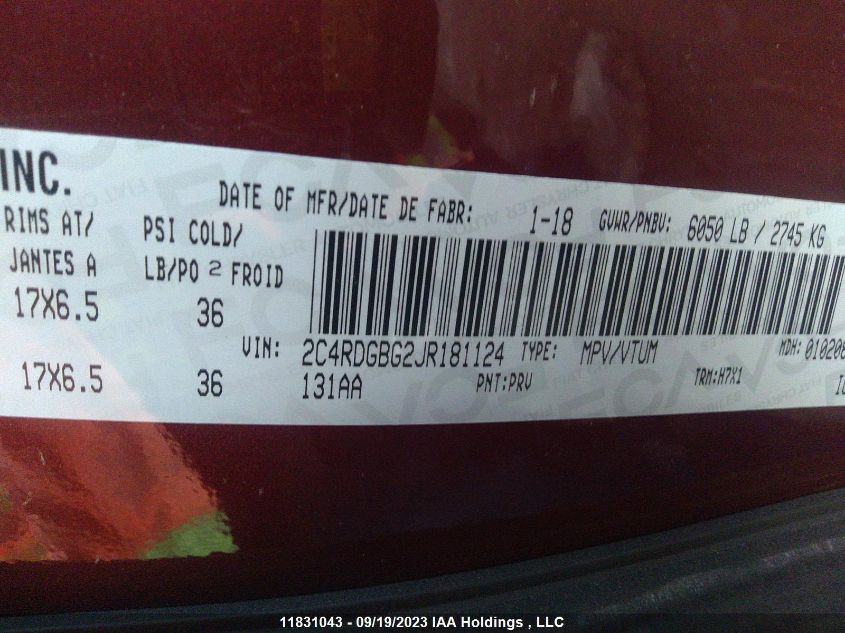 INC.
DATE OF MFR/DATE DE FABR: 1-18 GVWR/PNBV: 6050 LB / 2745 KG
RIMS AT/ PSI COLD/
JANTES A LB/PO 2 FROID
17X6.5 36
VIN: 2C4RDGBG2JR181124 TYPE: MPV/VTUM MDH: 010208
17X6.5 36 131AA PNT:PRV TRM:H7X1
11831043 - 09/19/2023 IAA Holdings , LLC